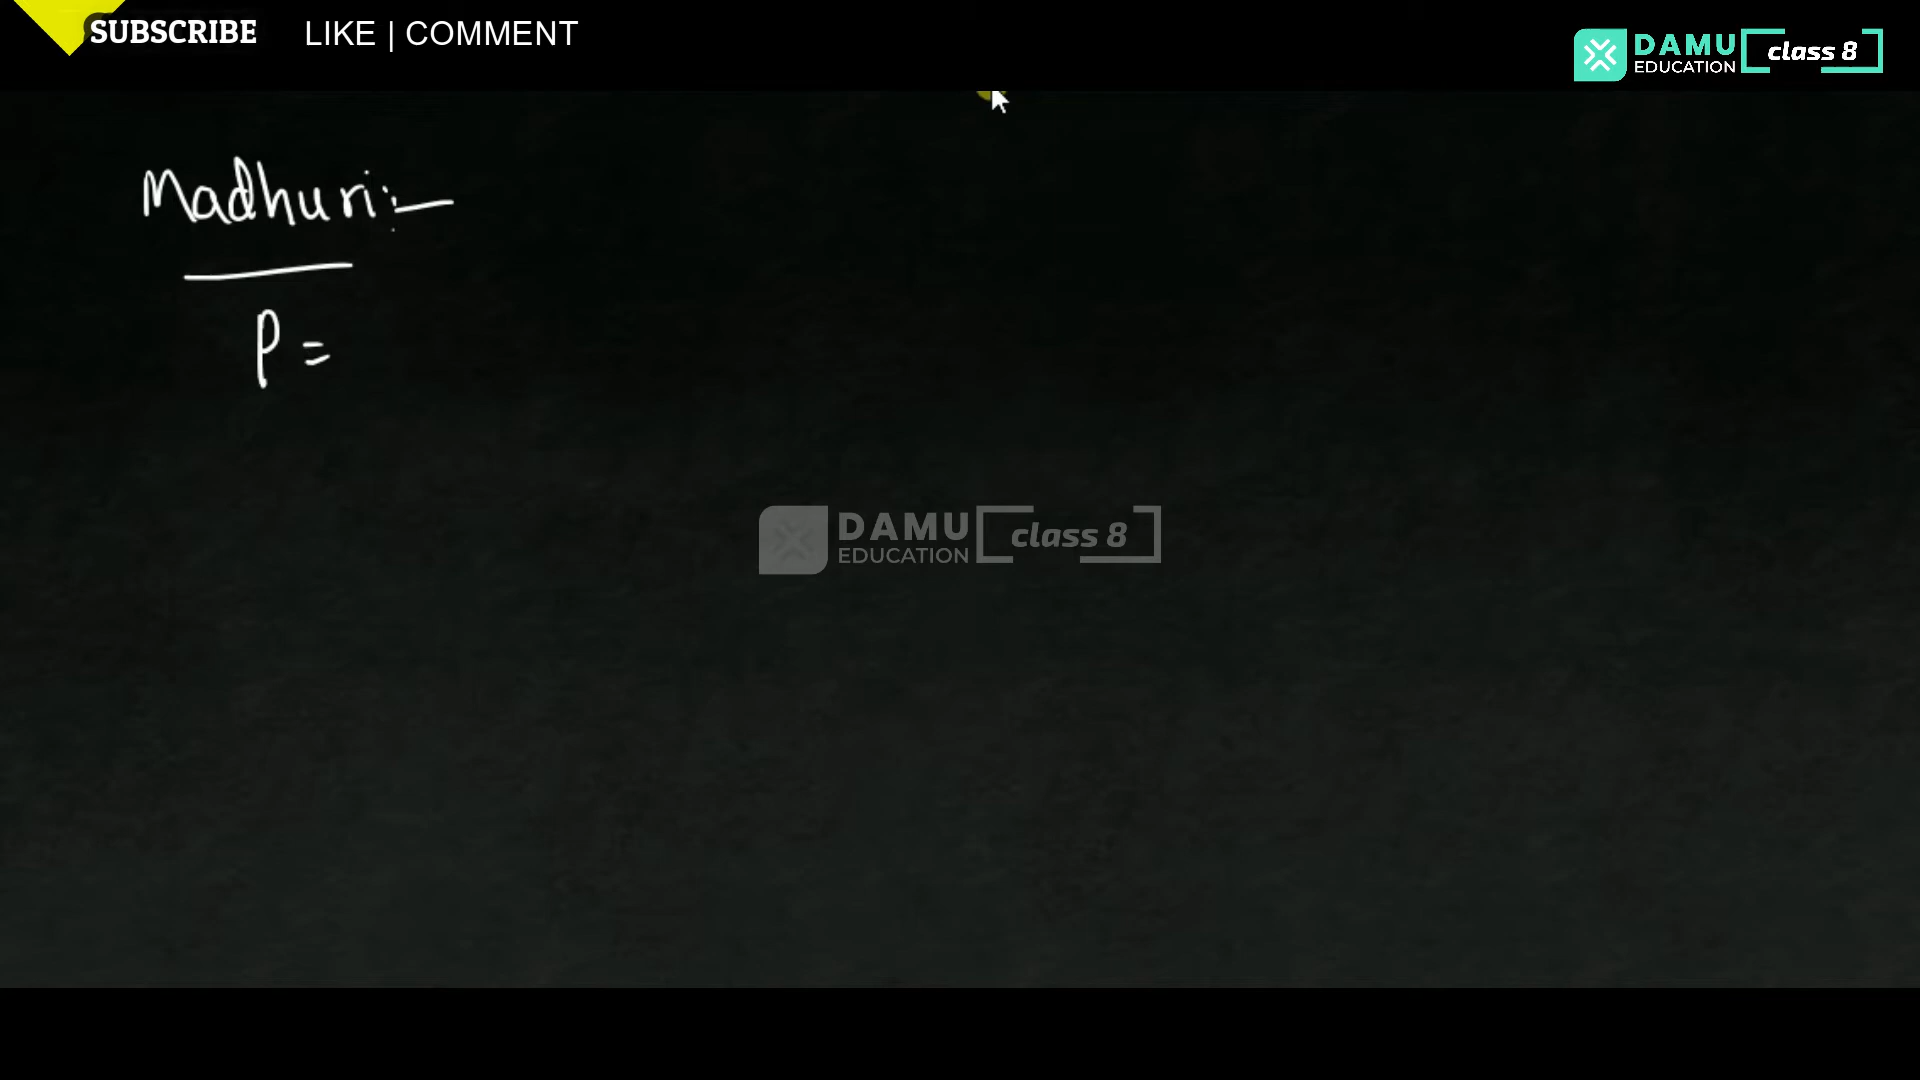 SUBSCRIBE LIKE | COMMENT
DAMU EDUCATION class 8
Madhuri:-
P =
DAMU EDUCATION class 8